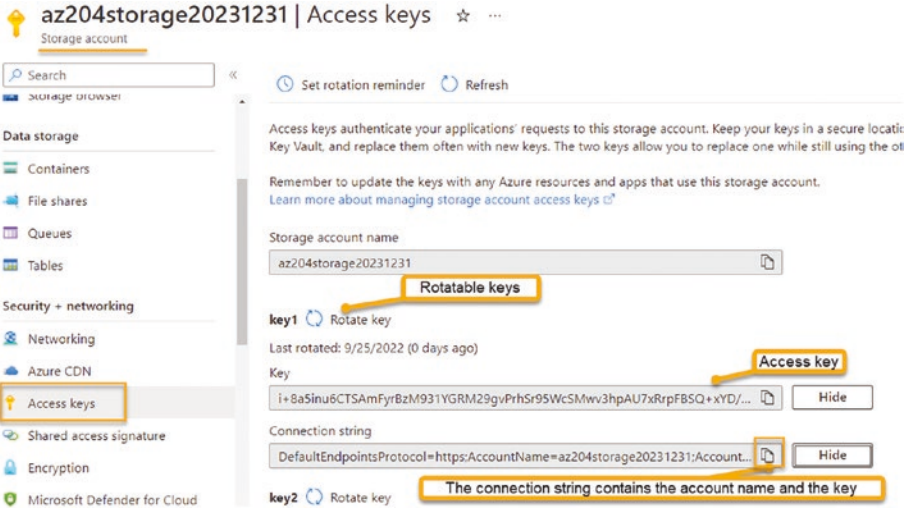 az204storage20231231 | Access keys
Storage account
Search
«
Set rotation reminder
Refresh
Storage browser
Access keys authenticate your applications' requests to this storage account. Keep your keys in a secure locatic
Key Vault, and replace them often with new keys. The two keys allow you to replace one while still using the ot
Data storage
Containers
Remember to update the keys with any Azure resources and apps that use this storage account.
File shares
Learn more about managing storage account access keys
Queues
Storage account name
Tables
az204storage20231231
Rotatable keys
Security + networking
key1 Rotate key
Networking
Last rotated: 9/25/2022 (0 days ago)
Azure CDN
Key
Access key
Access keys
i+8a5inu6CTSAmFyrBzM931YGRM29gvPrhSr95WcSMwv3hpAU7xRrpFBSQ+xYD/...
Hide
Shared access signature
Connection string
Encryption
DefaultEndpointsProtocol=https;AccountName=az204storage20231231;Account...
Hide
Microsoft Defender for Cloud
key2 Rotate key
The connection string contains the account name and the key